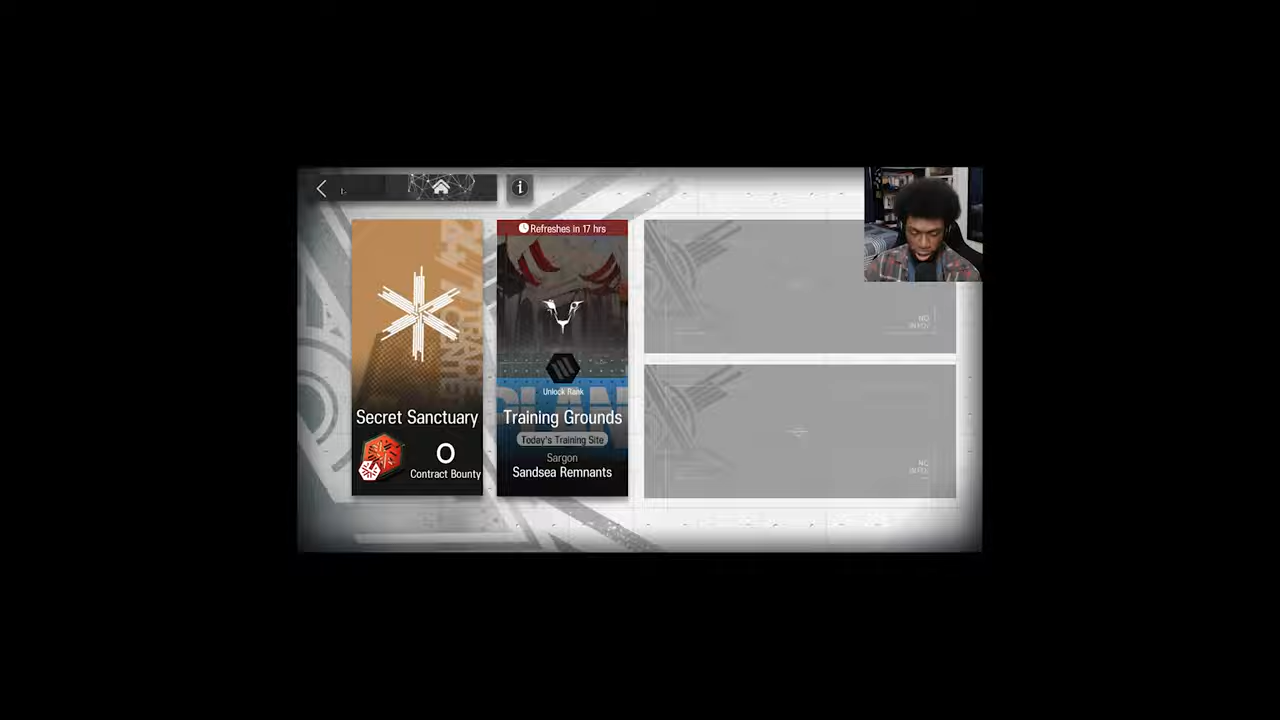 Refreshes in 17 hrs
Unlock Rank
Secret Sanctuary
0
Contract Bounty
Training Grounds
Today's Training Site
Sargon
Sandsea Remnants
NO